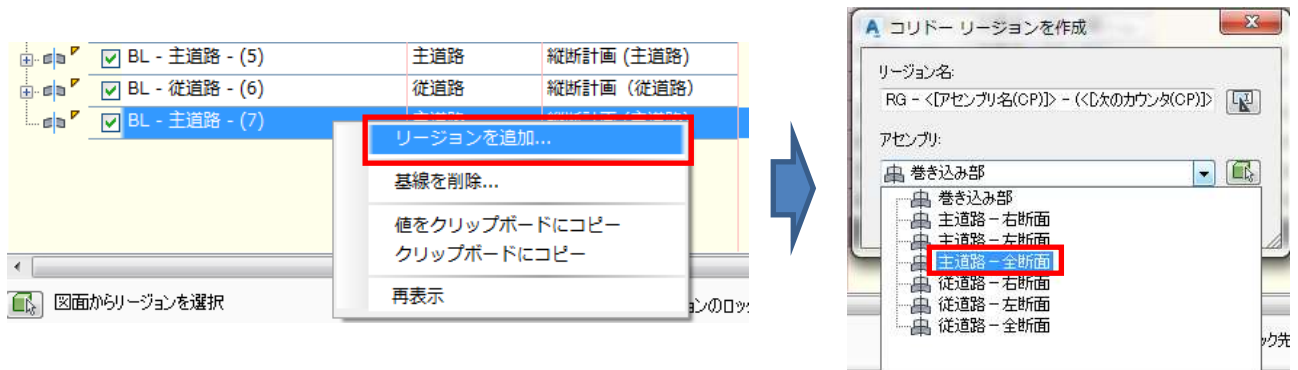 BL - 主道路 - (5) 主道路 縦断計画 (主道路)
BL - 従道路 - (6) 従道路 縦断計画（従道路）
BL - 主道路 - (7)
リージョンを追加...
基線を削除...
値をクリップボードにコピー
クリップボードにコピー
再表示
図面からリージョンを選択
コリドー リージョンを作成
リージョン名:
RG - <[アセンブリ名(CP)]> - (<[次のカウンタ(CP)]>
アセンブリ:
巻き込み部
巻き込み部
主道路－右断面
主道路－左断面
主道路－全断面
従道路－右断面
従道路－左断面
従道路－全断面